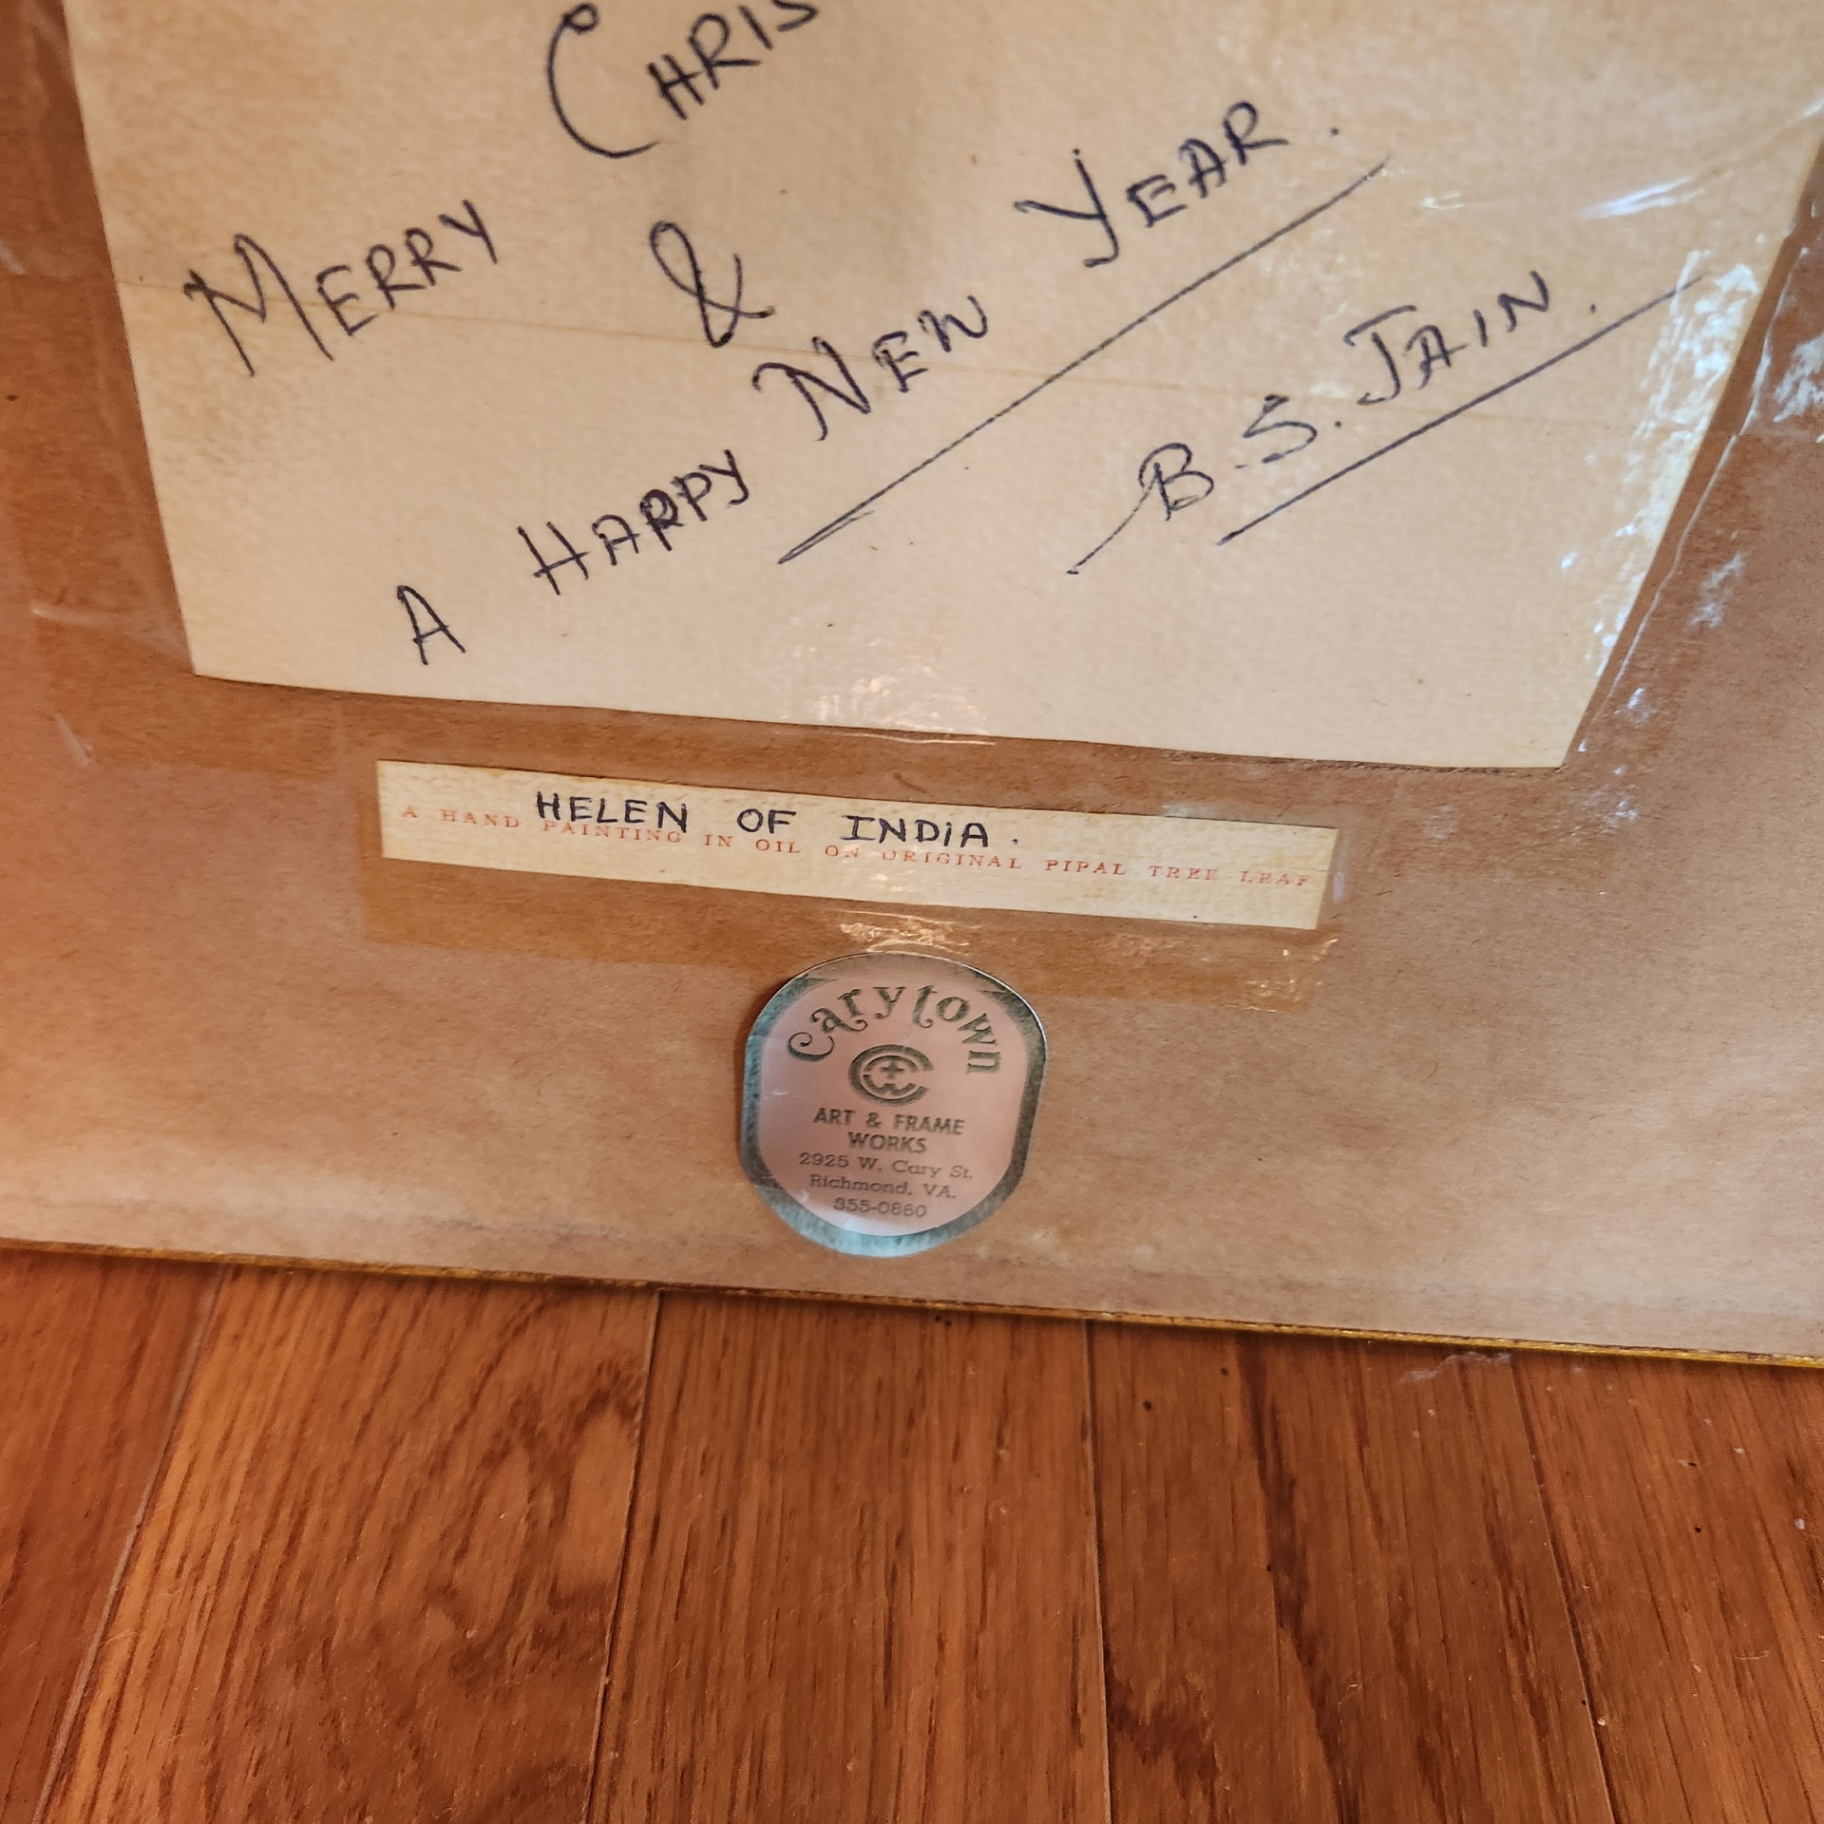 MERRY CHRIS
&
A HAPPY NEW YEAR.
B.S. JAIN.
HELEN OF INDIA.
A HAND PAINTING IN OIL ON ORIGINAL PIPAL TREE LEAF
Carytown
ART & FRAME
WORKS
2925 W. Cary St.
Richmond, VA.
355-0860